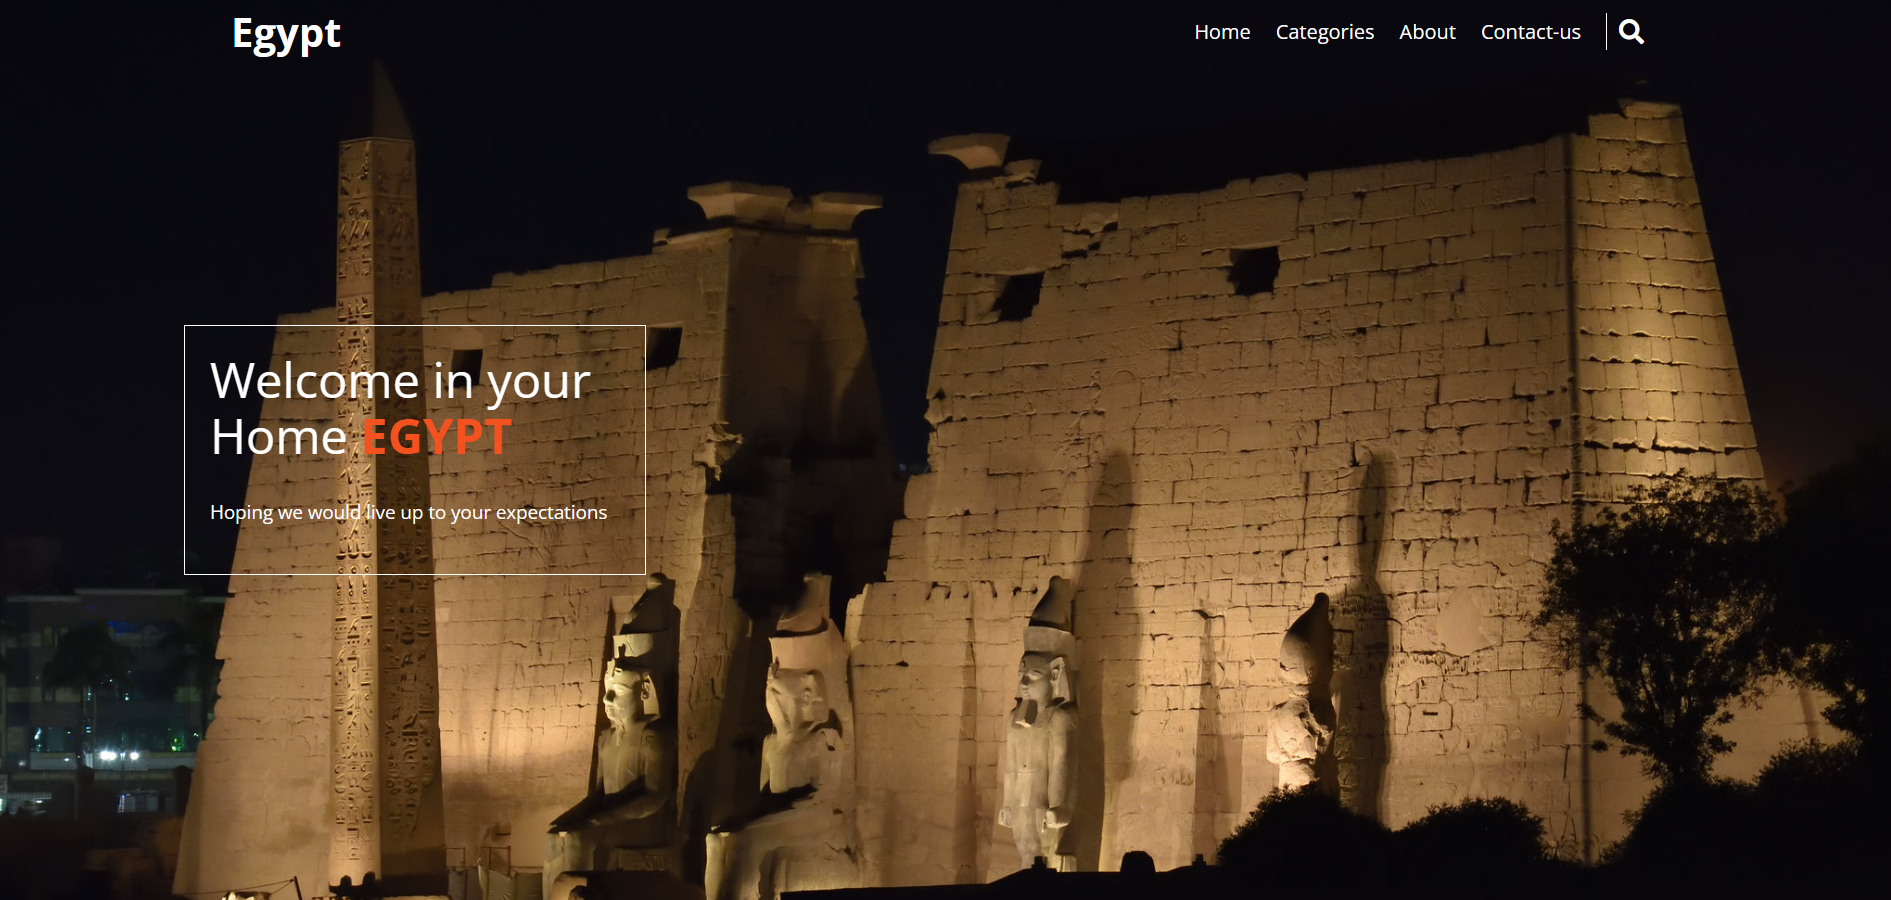 Egypt
Home Categories About Contact-us
Welcome in your
Home EGYPT
Hoping we would live up to your expectations